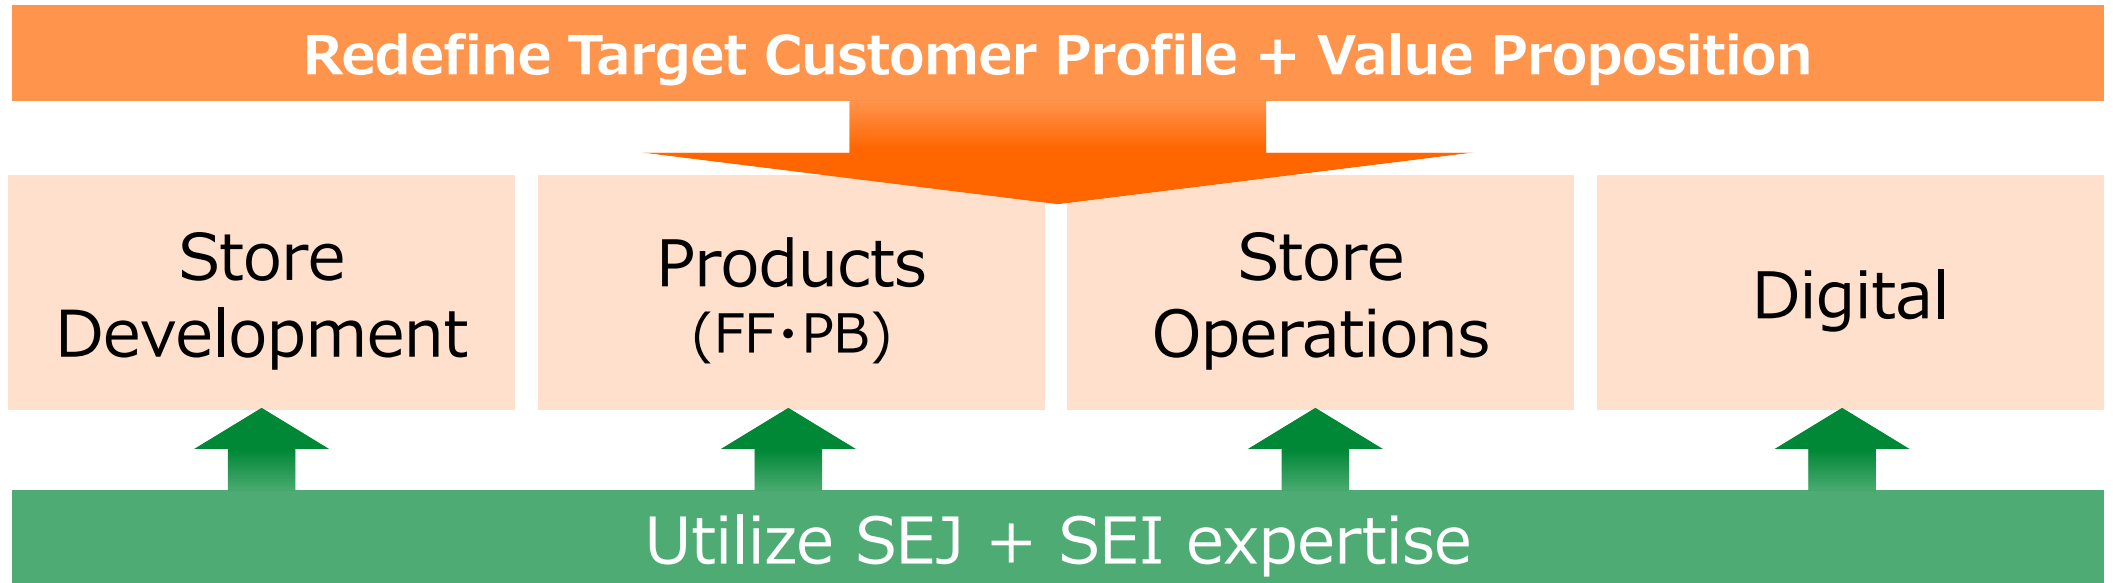 Redefine Target Customer Profile + Value Proposition
Store
Development
Products
(FF・PB)
Store
Operations
Digital
Utilize SEJ + SEI expertise